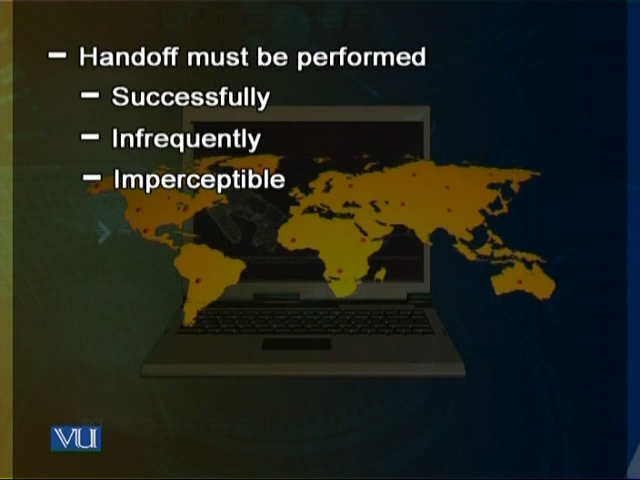 – Handoff must be performed
– Successfully
– Infrequently
– Imperceptible
VU